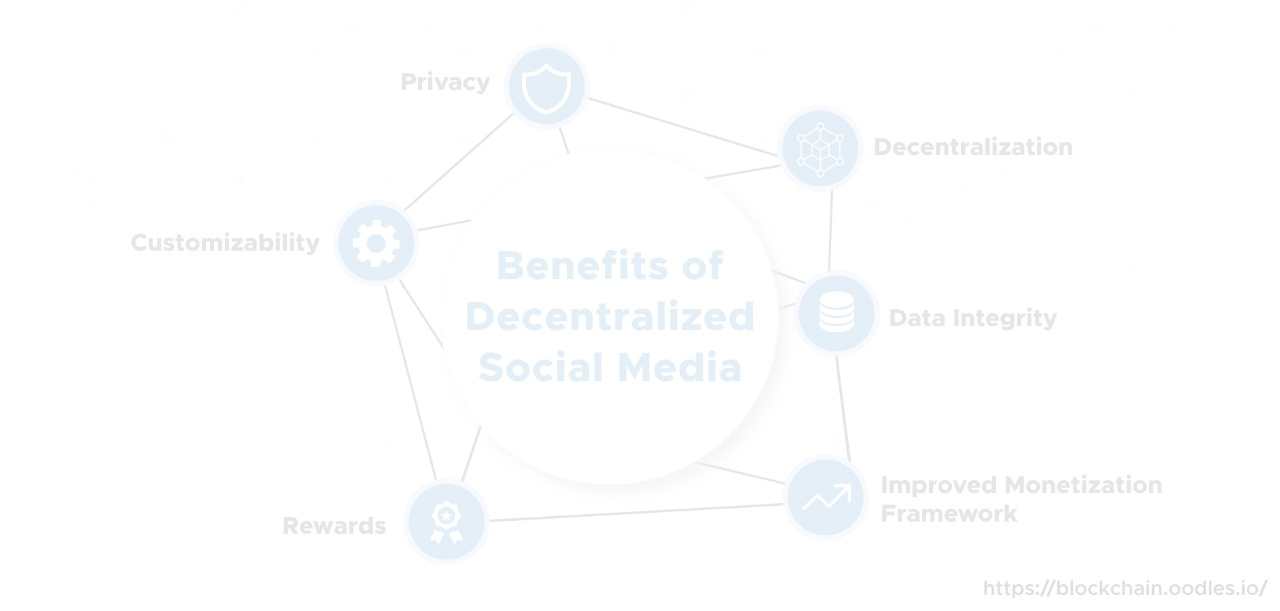 Privacy
Decentralization
Customizability
Benefits of
Decentralized
Social Media
Data Integrity
Improved Monetization
Framework
Rewards
https://blockchain.oodles.io/